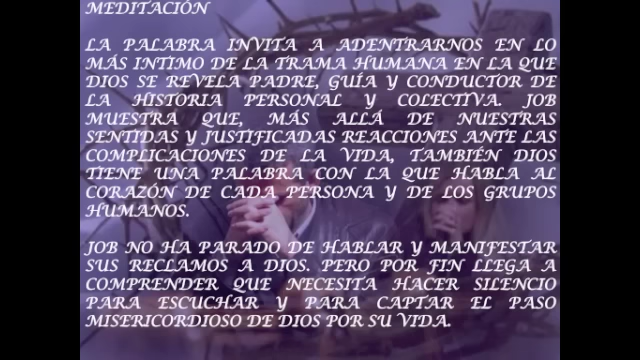 MEDITACIÓN
LA PALABRA INVITA A ADENTRARNOS EN LO
MÁS INTIMO DE LA TRAMA HUMANA EN LA QUE
DIOS SE REVELA PADRE, GUÍA Y CONDUCTOR DE
LA HISTORIA PERSONAL Y COLECTIVA. JOB
MUESTRA QUE, MÁS ALLÁ DE NUESTRAS
SENTIDAS Y JUSTIFICADAS REACCIONES ANTE LAS
COMPLICACIONES DE LA VIDA, TAMBIÉN DIOS
TIENE UNA PALABRA CON LA QUE HABLA AL
CORAZÓN DE CADA PERSONA Y DE LOS GRUPOS
HUMANOS.
JOB NO HA PARADO DE HABLAR Y MANIFESTAR
SUS RECLAMOS A DIOS. PERO POR FIN LLEGA A
COMPRENDER QUE NECESITA HACER SILENCIO
PARA ESCUCHAR Y PARA CAPTAR EL PASO
MISERICORDIOSO DE DIOS POR SU VIDA.